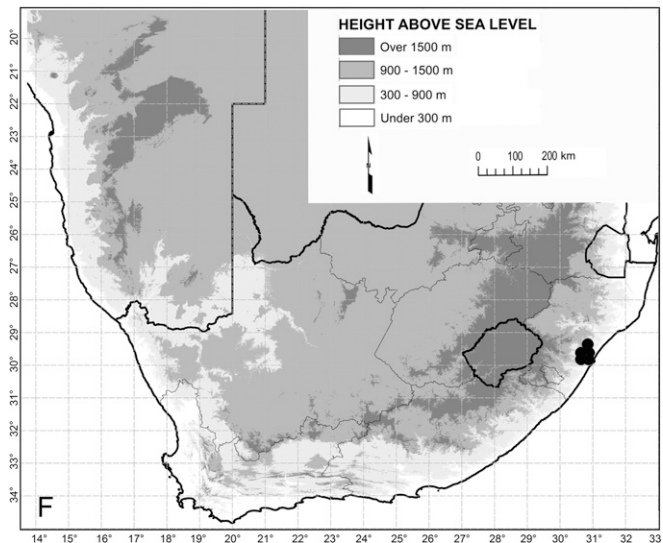 HEIGHT ABOVE SEA LEVEL
Over 1500 m
900 - 1500 m
300 - 900 m
Under 300 m
N
0 100 200 km
20°
21°
22°
23°
24°
25°
26°
27°
28°
29°
30°
31°
32°
33°
34°
F
14° 15° 16° 17° 18° 19° 20° 21° 22° 23° 24° 25° 26° 27° 28° 29° 30° 31° 32° 33